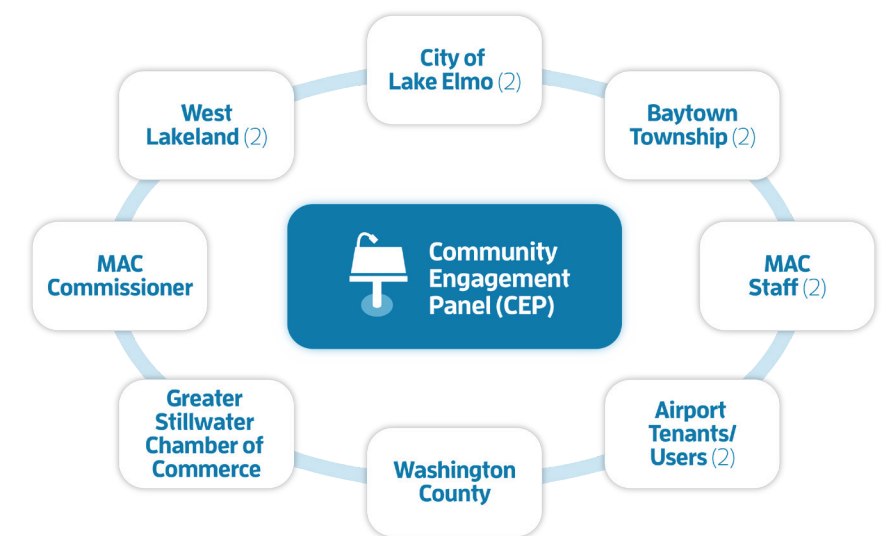 City of
Lake Elmo (2)
West
Lakeland (2)
Baytown
Township (2)
MAC
Commissioner
Community
Engagement
Panel (CEP)
MAC
Staff (2)
Greater
Stillwater
Chamber of
Commerce
Airport
Tenants/
Users (2)
Washington
County